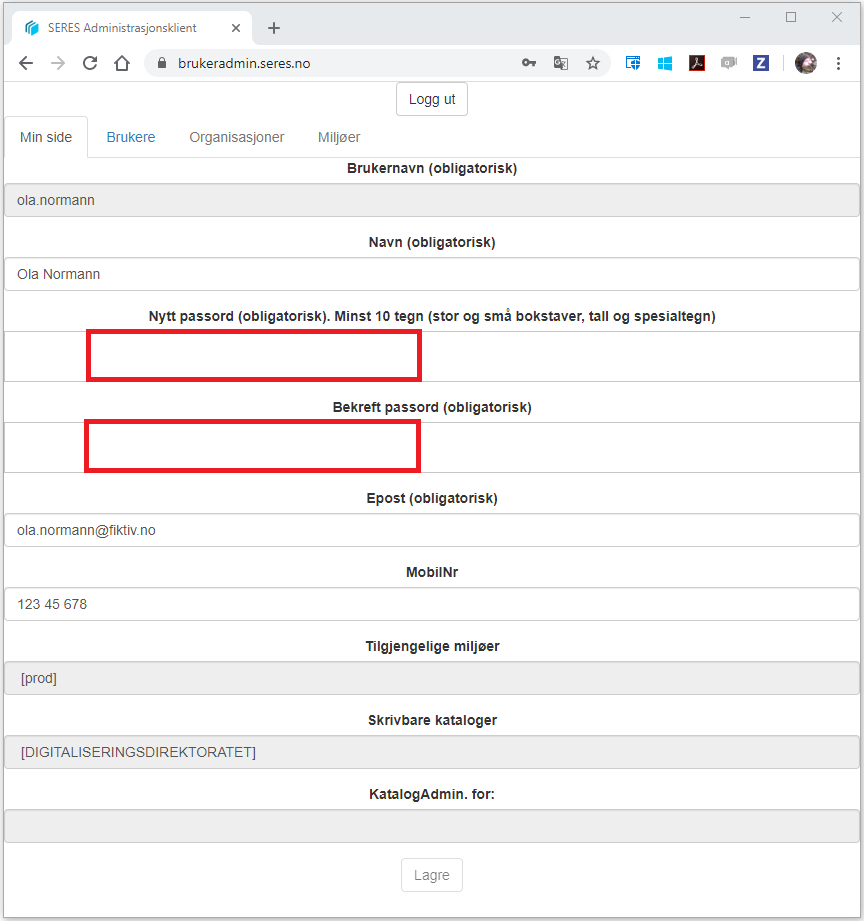 SERES Administrasjonsklient
brukeradmin.seres.no
Logg ut
Min side Brukere Organisasjoner Miljøer
Brukernavn (obligatorisk)
ola.normann
Navn (obligatorisk)
Ola Normann
Nytt passord (obligatorisk). Minst 10 tegn (stor og små bokstaver, tall og spesialtegn)
Bekreft passord (obligatorisk)
Epost (obligatorisk)
ola.normann@fiktiv.no
MobilNr
123 45 678
Tilgjengelige miljøer
[prod]
Skrivbare kataloger
[DIGITALISERINGSDIREKTORATET]
KatalogAdmin. for:
Lagre